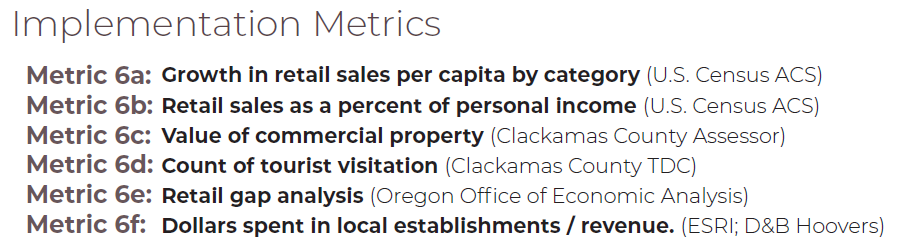 Implementation Metrics
Metric 6a: Growth in retail sales per capita by category (U.S. Census ACS)
Metric 6b: Retail sales as a percent of personal income (U.S. Census ACS)
Metric 6c: Value of commercial property (Clackamas County Assessor)
Metric 6d: Count of tourist visitation (Clackamas County TDC)
Metric 6e: Retail gap analysis (Oregon Office of Economic Analysis)
Metric 6f: Dollars spent in local establishments / revenue. (ESRI; D&B Hoovers)